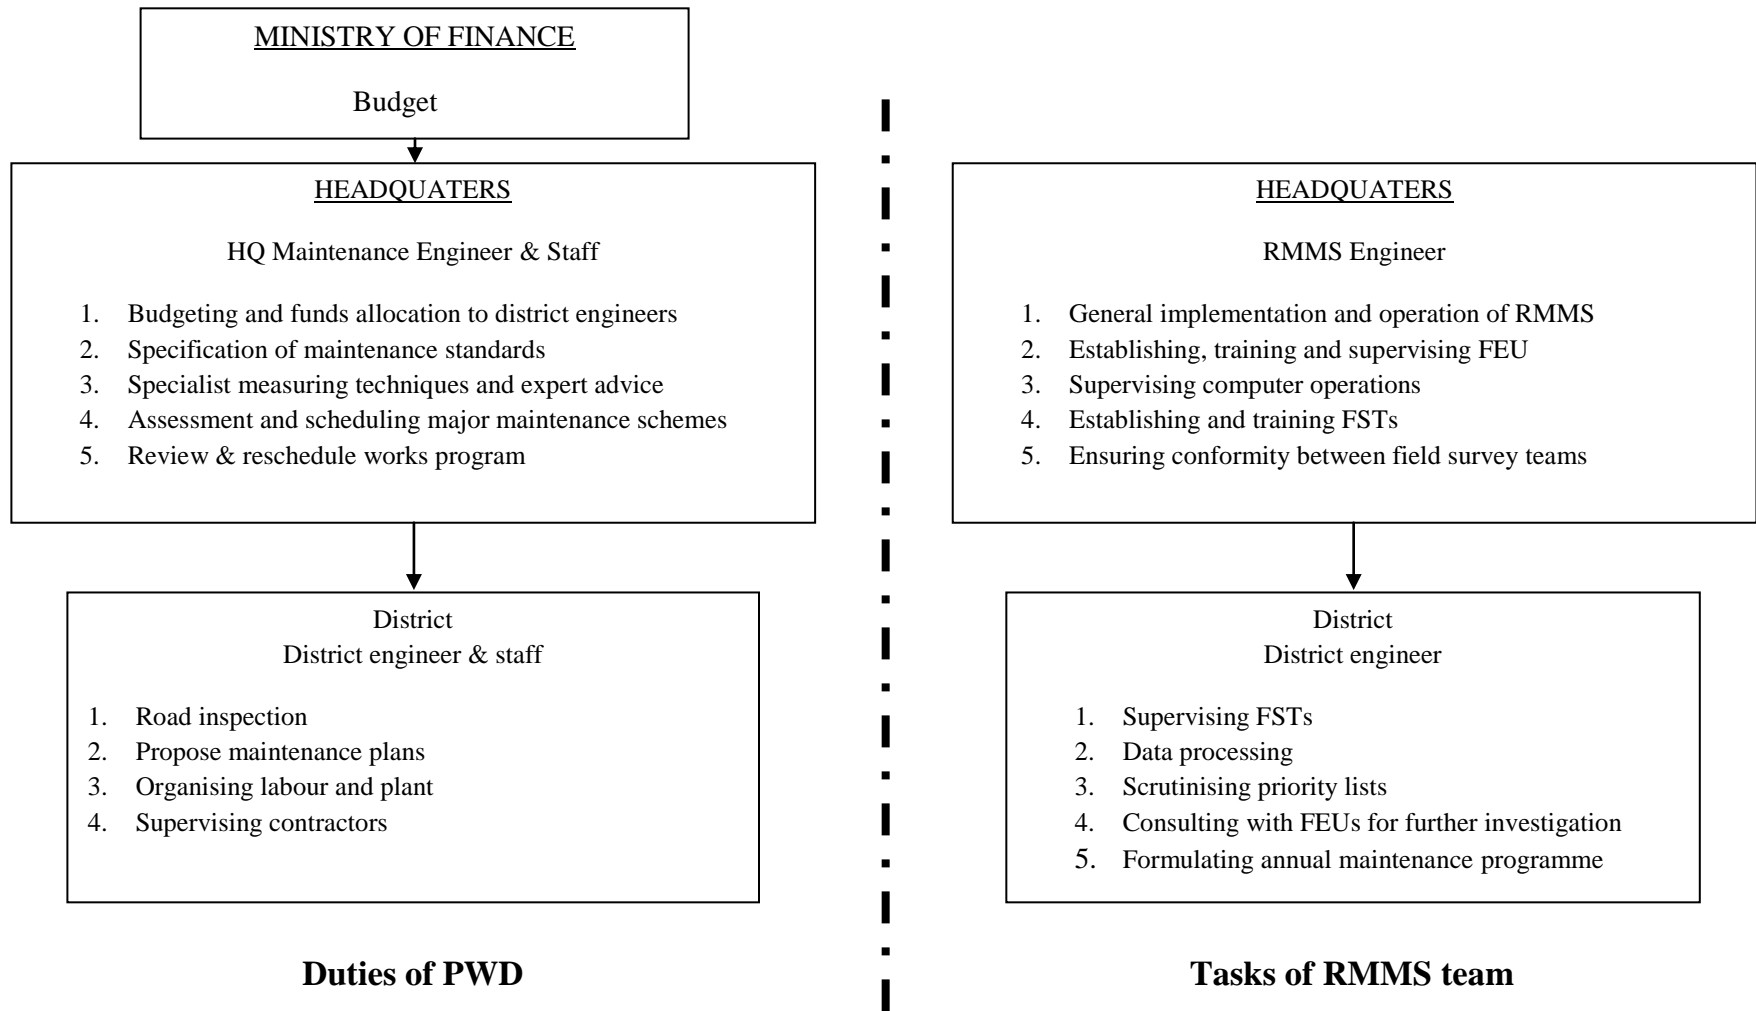 MINISTRY OF FINANCE
Budget
HEADQUATERS
HQ Maintenance Engineer & Staff
1. Budgeting and funds allocation to district engineers
2. Specification of maintenance standards
3. Specialist measuring techniques and expert advice
4. Assessment and scheduling major maintenance schemes
5. Review & reschedule works program
District
District engineer & staff
1. Road inspection
2. Propose maintenance plans
3. Organising labour and plant
4. Supervising contractors
Duties of PWD
HEADQUATERS
RMMS Engineer
1. General implementation and operation of RMMS
2. Establishing, training and supervising FEU
3. Supervising computer operations
4. Establishing and training FSTs
5. Ensuring conformity between field survey teams
District
District engineer
1. Supervising FSTs
2. Data processing
3. Scrutinising priority lists
4. Consulting with FEUs for further investigation
5. Formulating annual maintenance programme
Tasks of RMMS team